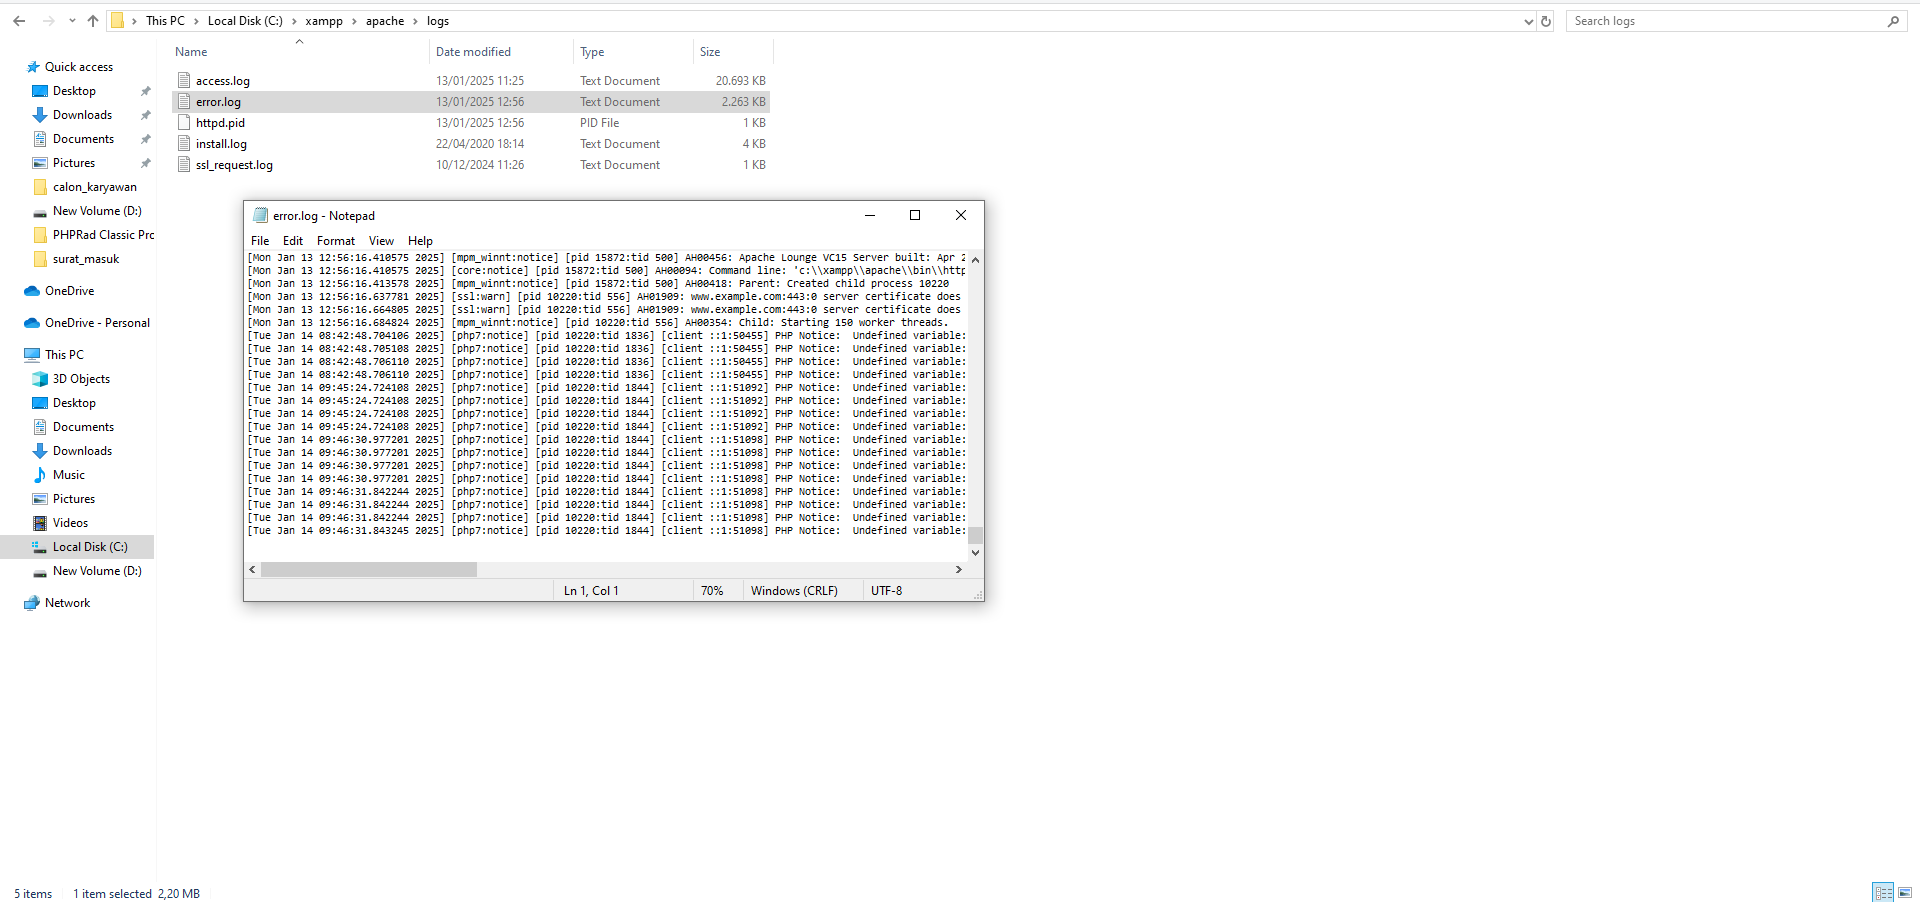 This PC > Local Disk (C:) > xampp > apache > logs
Search logs
Name Date modified Type Size
access.log 13/01/2025 11:25 Text Document 20.693 KB
error.log 13/01/2025 12:56 Text Document 2.263 KB
httpd.pid 13/01/2025 12:56 PID File 1 KB
install.log 22/04/2020 18:14 Text Document 4 KB
ssl_request.log 10/12/2024 11:26 Text Document 1 KB
Quick access
Desktop
Downloads
Documents
Pictures
calon_karyawan
New Volume (D:)
PHPRad Classic Prc
surat_masuk
OneDrive
OneDrive - Personal
This PC
3D Objects
Desktop
Documents
Downloads
Music
Pictures
Videos
Local Disk (C:)
New Volume (D:)
Network
error.log - Notepad
File Edit Format View Help
[Mon Jan 13 12:56:16.410575 2025] [mpm_winnt:notice] [pid 15872:tid 500] AH00456: Apache Lounge VC15 Server built: Apr 2
[Mon Jan 13 12:56:16.410575 2025] [core:notice] [pid 15872:tid 500] AH00094: Command line: 'c:\\xampp\\apache\\bin\\http
[Mon Jan 13 12:56:16.413578 2025] [mpm_winnt:notice] [pid 15872:tid 500] AH00418: Parent: Created child process 10220
[Mon Jan 13 12:56:16.637781 2025] [ssl:warn] [pid 10220:tid 556] AH01909: www.example.com:443:0 server certificate does
[Mon Jan 13 12:56:16.664805 2025] [ssl:warn] [pid 10220:tid 556] AH01909: www.example.com:443:0 server certificate does
[Mon Jan 13 12:56:16.684824 2025] [mpm_winnt:notice] [pid 10220:tid 556] AH00354: Child: Starting 150 worker threads.
[Tue Jan 14 08:42:48.704106 2025] [php7:notice] [pid 10220:tid 1836] [client ::1:50455] PHP Notice:  Undefined variable:
[Tue Jan 14 08:42:48.705108 2025] [php7:notice] [pid 10220:tid 1836] [client ::1:50455] PHP Notice:  Undefined variable:
[Tue Jan 14 08:42:48.706110 2025] [php7:notice] [pid 10220:tid 1836] [client ::1:50455] PHP Notice:  Undefined variable:
[Tue Jan 14 08:42:48.706110 2025] [php7:notice] [pid 10220:tid 1836] [client ::1:50455] PHP Notice:  Undefined variable:
[Tue Jan 14 09:45:24.724108 2025] [php7:notice] [pid 10220:tid 1844] [client ::1:51092] PHP Notice:  Undefined variable:
[Tue Jan 14 09:45:24.724108 2025] [php7:notice] [pid 10220:tid 1844] [client ::1:51092] PHP Notice:  Undefined variable:
[Tue Jan 14 09:45:24.724108 2025] [php7:notice] [pid 10220:tid 1844] [client ::1:51092] PHP Notice:  Undefined variable:
[Tue Jan 14 09:45:24.724108 2025] [php7:notice] [pid 10220:tid 1844] [client ::1:51092] PHP Notice:  Undefined variable:
[Tue Jan 14 09:46:30.977201 2025] [php7:notice] [pid 10220:tid 1844] [client ::1:51098] PHP Notice:  Undefined variable:
[Tue Jan 14 09:46:30.977201 2025] [php7:notice] [pid 10220:tid 1844] [client ::1:51098] PHP Notice:  Undefined variable:
[Tue Jan 14 09:46:30.977201 2025] [php7:notice] [pid 10220:tid 1844] [client ::1:51098] PHP Notice:  Undefined variable:
[Tue Jan 14 09:46:30.977201 2025] [php7:notice] [pid 10220:tid 1844] [client ::1:51098] PHP Notice:  Undefined variable:
[Tue Jan 14 09:46:31.842244 2025] [php7:notice] [pid 10220:tid 1844] [client ::1:51098] PHP Notice:  Undefined variable:
[Tue Jan 14 09:46:31.842244 2025] [php7:notice] [pid 10220:tid 1844] [client ::1:51098] PHP Notice:  Undefined variable:
[Tue Jan 14 09:46:31.842244 2025] [php7:notice] [pid 10220:tid 1844] [client ::1:51098] PHP Notice:  Undefined variable:
[Tue Jan 14 09:46:31.843245 2025] [php7:notice] [pid 10220:tid 1844] [client ::1:51098] PHP Notice:  Undefined variable:
Ln 1, Col 1 70% Windows (CRLF) UTF-8
5 items 1 item selected 2,20 MB